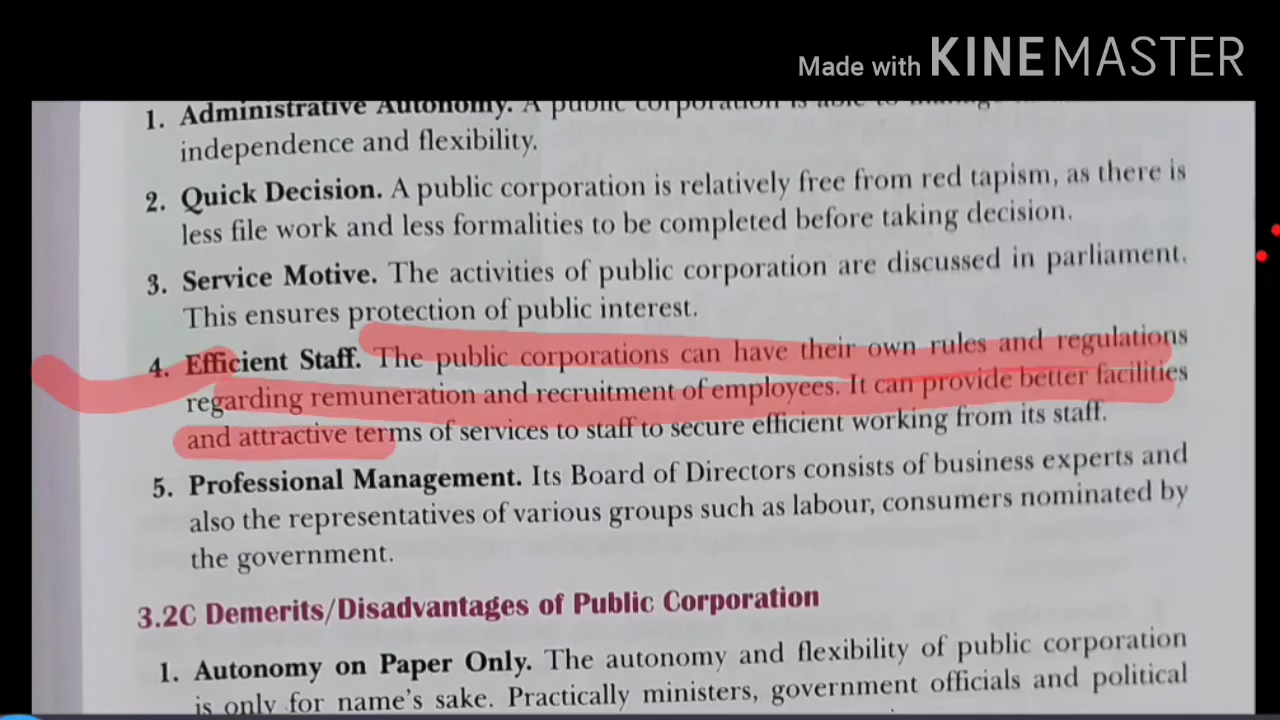 Made with KINEMASTER
1. Administrative Autonomy. A public corporation is able to manage
independence and flexibility.
2. Quick Decision. A public corporation is relatively free from red tapism, as there is
less file work and less formalities to be completed before taking decision.
3. Service Motive. The activities of public corporation are discussed in parliament.
This ensures protection of public interest.
4. Efficient Staff. The public corporations can have their own rules and regulations
regarding remuneration and recruitment of employees. It can provide better facilities
and attractive terms of services to staff to secure efficient working from its staff.
5. Professional Management. Its Board of Directors consists of business experts and
also the representatives of various groups such as labour, consumers nominated by
the government.
3.2C Demerits/Disadvantages of Public Corporation
1. Autonomy on Paper Only. The autonomy and flexibility of public corporation
is only for name's sake. Practically ministers, government officials and political